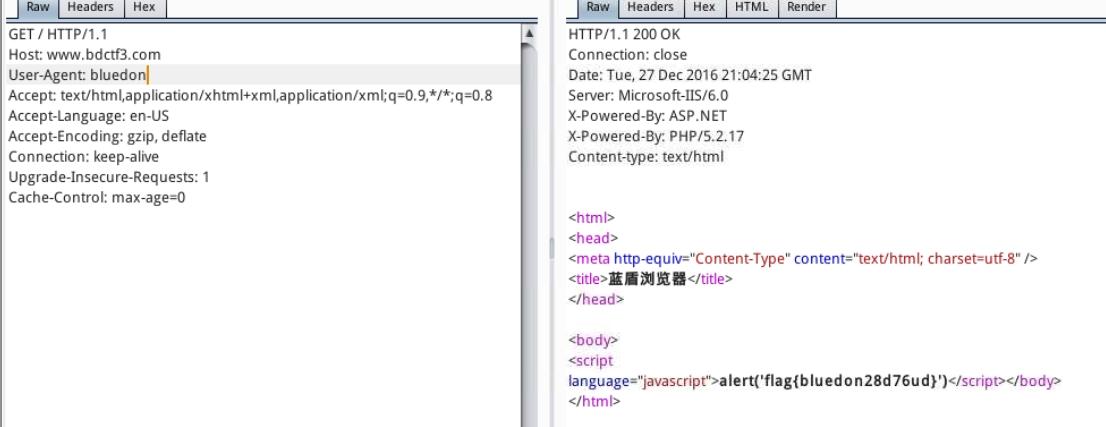 Raw Headers Hex
GET / HTTP/1.1
Host: www.bdctf3.com
User-Agent: bluedon
Accept: text/html,application/xhtml+xml,application/xml;q=0.9,*/*;q=0.8
Accept-Language: en-US
Accept-Encoding: gzip, deflate
Connection: keep-alive
Upgrade-Insecure-Requests: 1
Cache-Control: max-age=0
Raw Headers Hex HTML Render
HTTP/1.1 200 OK
Connection: close
Date: Tue, 27 Dec 2016 21:04:25 GMT
Server: Microsoft-IIS/6.0
X-Powered-By: ASP.NET
X-Powered-By: PHP/5.2.17
Content-type: text/html
<html>
<head>
<meta http-equiv="Content-Type" content="text/html; charset=utf-8" />
<title>蓝盾浏览器</title>
</head>
<body>
<script
language="javascript">alert('flag{bluedon28d76ud}')</script></body>
</html>